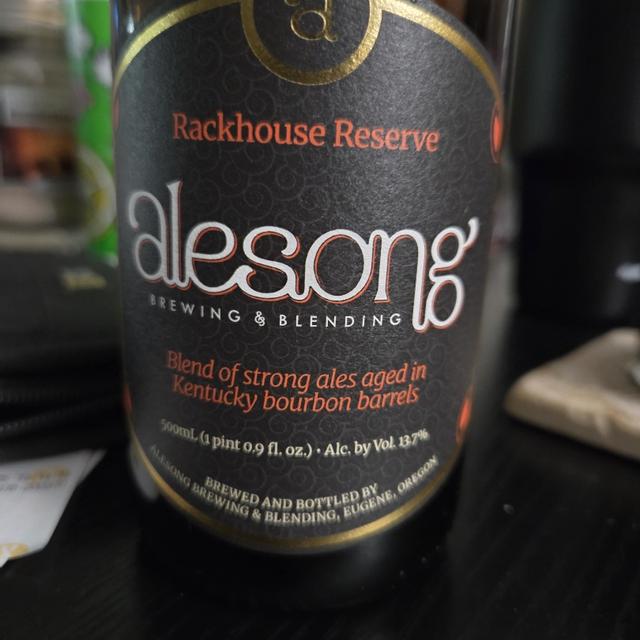 a
Rackhouse Reserve
alesong
BREWING & BLENDING
Blend of strong ales aged in
Kentucky bourbon barrels
500mL (1 pint 0.9 fl. oz.) • Alc. by Vol. 13.7%
BREWED AND BOTTLED BY
ALESONG BREWING & BLENDING, EUGENE, OREGON